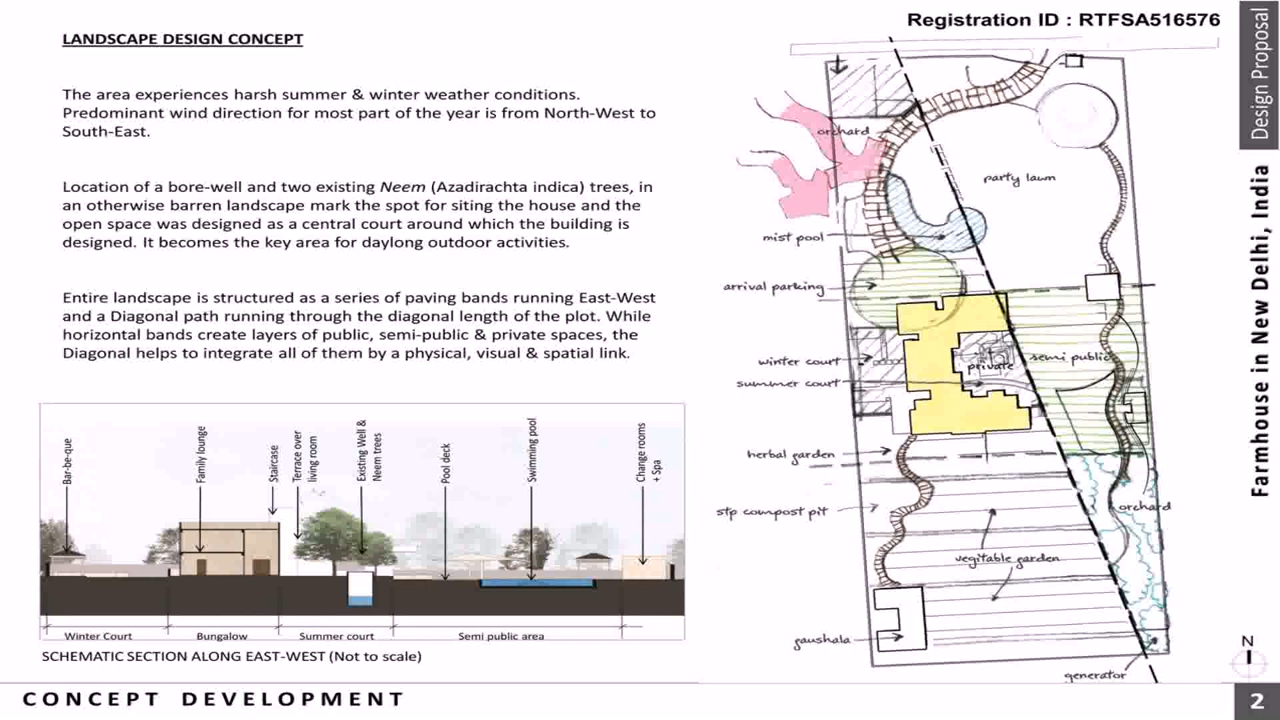 Registration ID : RTFSA516576
LANDSCAPE DESIGN CONCEPT
The area experiences harsh summer & winter weather conditions.
Predominant wind direction for most part of the year is from North-West to
South-East.
Location of a bore-well and two existing Neem (Azadirachta indica) trees, in
an otherwise barren landscape mark the spot for siting the house and the
open space was designed as a central court around which the building is
designed. It becomes the key area for daylong outdoor activities.
Entire landscape is structured as a series of paving bands running East-West
and a Diagonal path running through the diagonal length of the plot. While
horizontal bands create layers of public, semi-public & private spaces, the
Diagonal helps to integrate all of them by a physical, visual & spatial link.
Bar-be-que
Family lounge
Staircase
Terrace over
living room
Existing Well &
Neem trees
Pool deck
Swimming pool
Change rooms
+ Spa
Winter Court
Bungalow
Summer court
Semi public area
SCHEMATIC SECTION ALONG EAST-WEST (Not to scale)
orchard
party lawn
mist pool
arrival parking
winter court
private
semi public
summer court
herbal garden
stp compost pit
orchard
vegitable garden
gaushala
generator
N
Design Proposal
Farmhouse in New Delhi, India
CONCEPT DEVELOPMENT
2